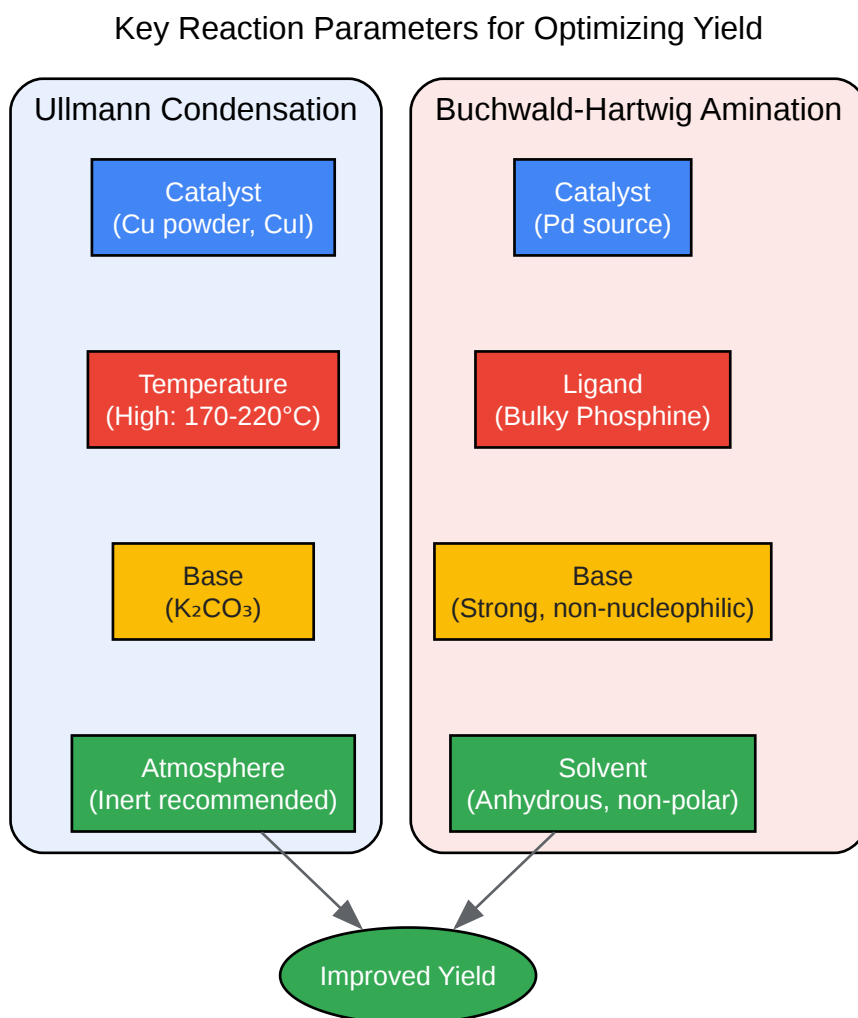 Key Reaction Parameters for Optimizing Yield
Ullmann Condensation
Catalyst
(Cu powder, CuI)
Temperature
(High: 170-220°C)
Base
(K₂CO₃)
Atmosphere
(Inert recommended)
Buchwald-Hartwig Amination
Catalyst
(Pd source)
Ligand
(Bulky Phosphine)
Base
(Strong, non-nucleophilic)
Solvent
(Anhydrous, non-polar)
Improved Yield